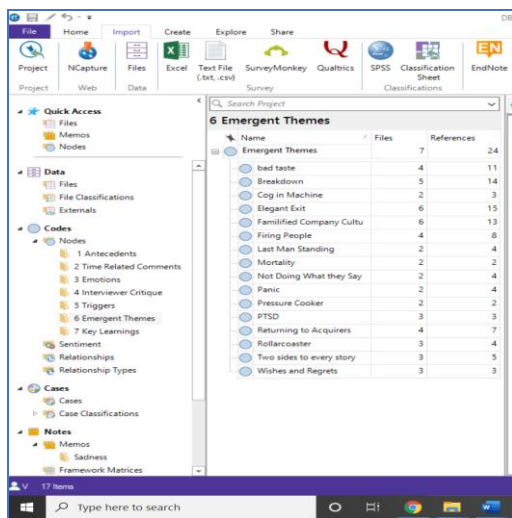 DB
File Home Import Create Explore Share
Project NCapture Files Excel Text File (.txt, .csv) SurveyMonkey Qualtrics SPSS Classification Sheet EndNote
Project Web Data Survey Classifications
Quick Access
Files
Memos
Nodes
Data
Files
File Classifications
Externals
Codes
Nodes
1 Antecedents
2 Time Related Comments
3 Emotions
4 Interviewer Critique
5 Triggers
6 Emergent Themes
7 Key Learnings
Sentiment
Relationships
Relationship Types
Cases
Cases
Case Classifications
Notes
Memos
Sadness
Framework Matrices
Search Project
6 Emergent Themes
Name Files References
Emergent Themes 7 24
bad taste 4 11
Breakdown 5 14
Cog in Machine 2 3
Elegant Exit 6 15
Familified Company Cultu 6 13
Firing People 4 8
Last Man Standing 2 4
Mortality 2 2
Not Doing What they Say 2 4
Panic 2 4
Pressure Cooker 2 2
PTSD 3 3
Returning to Acquirers 4 7
Rollarcoaster 3 4
Two sides to every story 3 5
Wishes and Regrets 3 3
V 17 Items
Type here to search